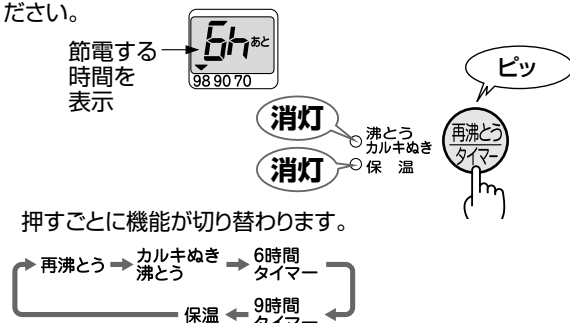 ださい。
節電する
時間を
表示
6h あと
98 90 70
ピッ
消灯
沸とう
カルキぬき
消灯
保 温
再沸とう
タイマー
押すごとに機能が切り替わります。
再沸とう カルキぬき 6時間
沸とう タイマー
保温 9時間
タイマー